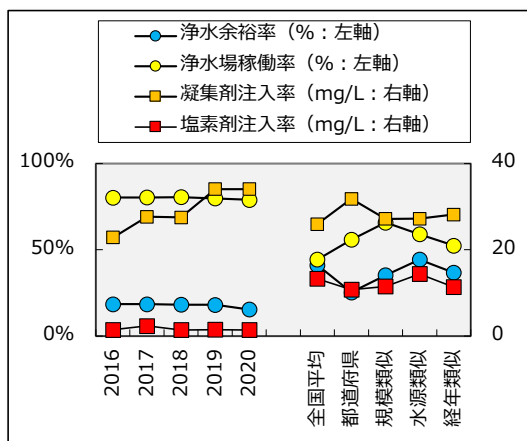 浄水余裕率（%：左軸）
浄水場稼働率（%：左軸）
凝集剤注入率（mg/L：右軸）
塩素剤注入率（mg/L：右軸）
100%
50%
0%
40
20
0
2016
2017
2018
2019
2020
全国平均
都道府県
規模類似
水源類似
経年類似